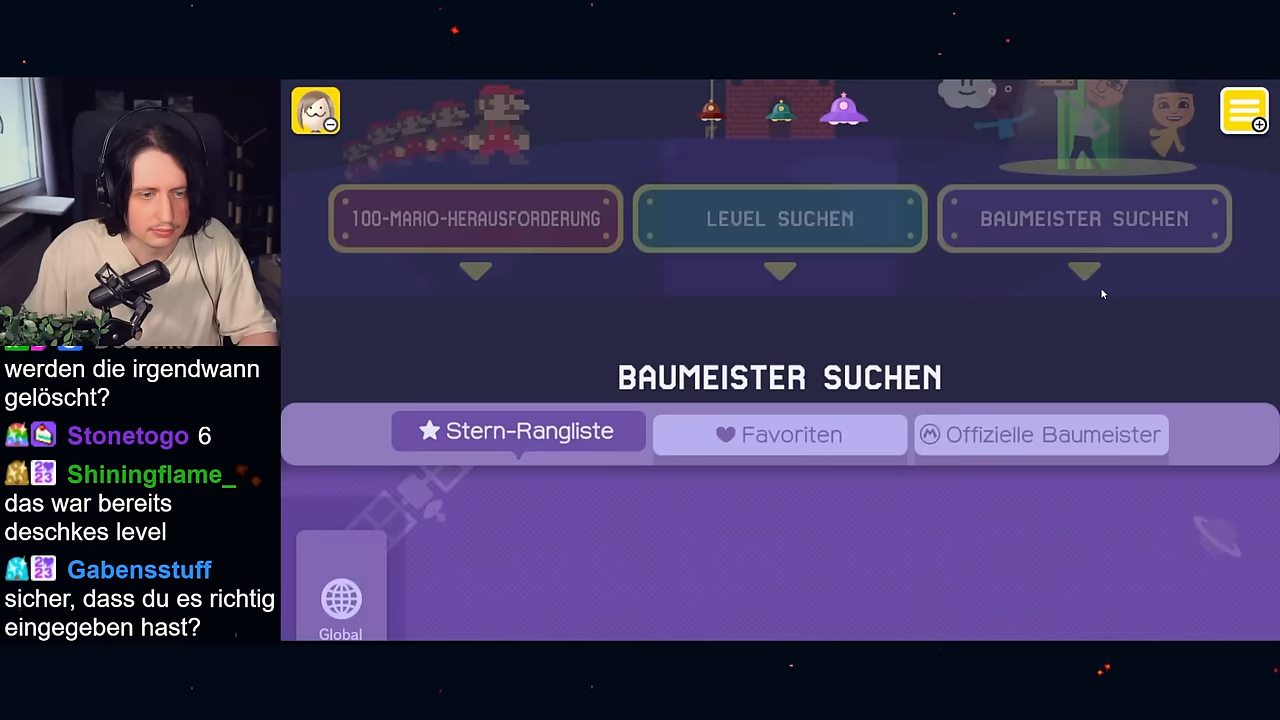 100-MARIO-HERAUSFORDERUNG
LEVEL SUCHEN
BAUMEISTER SUCHEN
BAUMEISTER SUCHEN
Stern-Rangliste
Favoriten
Offizielle Baumeister
Global
werden die irgendwann
gelöscht?
Stonetogo 6
Shiningflame_
das war bereits
deschkes level
Gabensstuff
sicher, dass du es richtig
eingegeben hast?